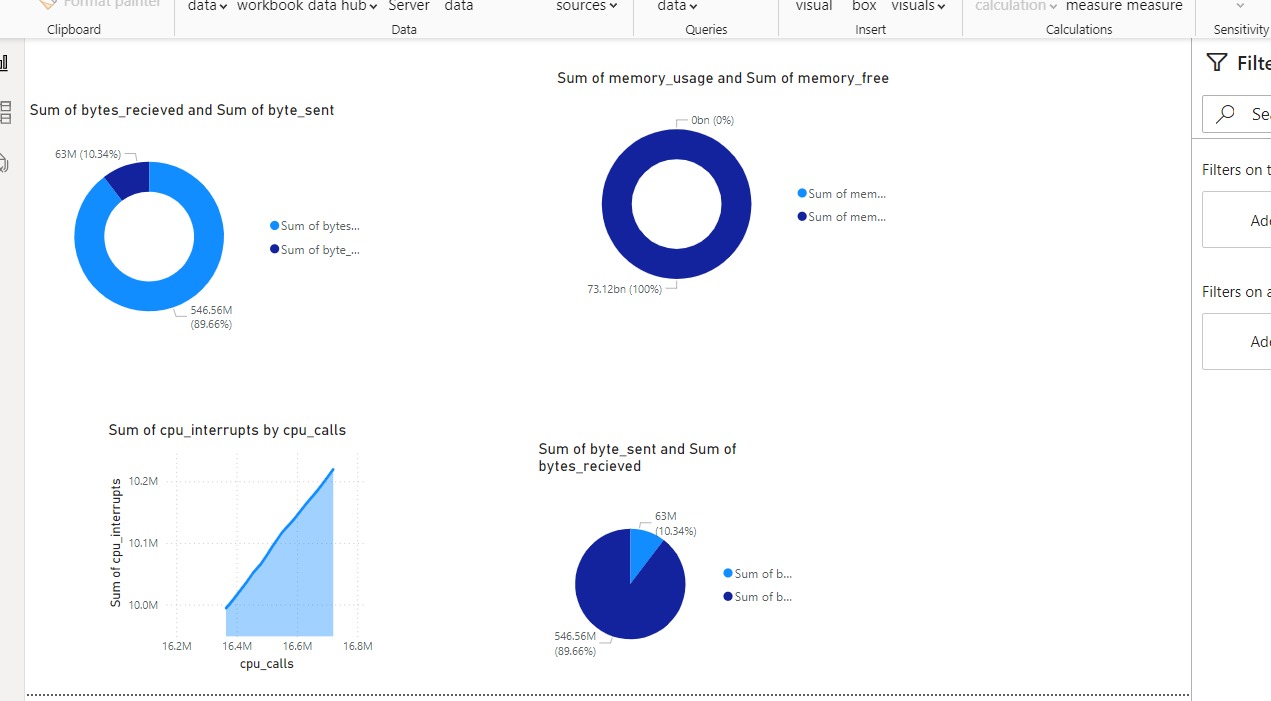 Format painter
data
workbook data hub
Server
data
sources
data
visual
box
visuals
calculation
measure measure
Clipboard
Data
Queries
Insert
Calculations
Sensitivity
Sum of bytes_recieved and Sum of byte_sent
63M (10.34%)
546.56M
(89.66%)
Sum of bytes...
Sum of byte_...
Sum of memory_usage and Sum of memory_free
0bn (0%)
73.12bn (100%)
Sum of mem...
Sum of mem...
Sum of cpu_interrupts by cpu_calls
Sum of cpu_interrupts
10.2M
10.1M
10.0M
16.2M
16.4M
16.6M
16.8M
cpu_calls
Sum of byte_sent and Sum of
bytes_recieved
63M
(10.34%)
546.56M
(89.66%)
Sum of b...
Sum of b...
Filte
Sea
Filters on t
Add
Filters on a
Add